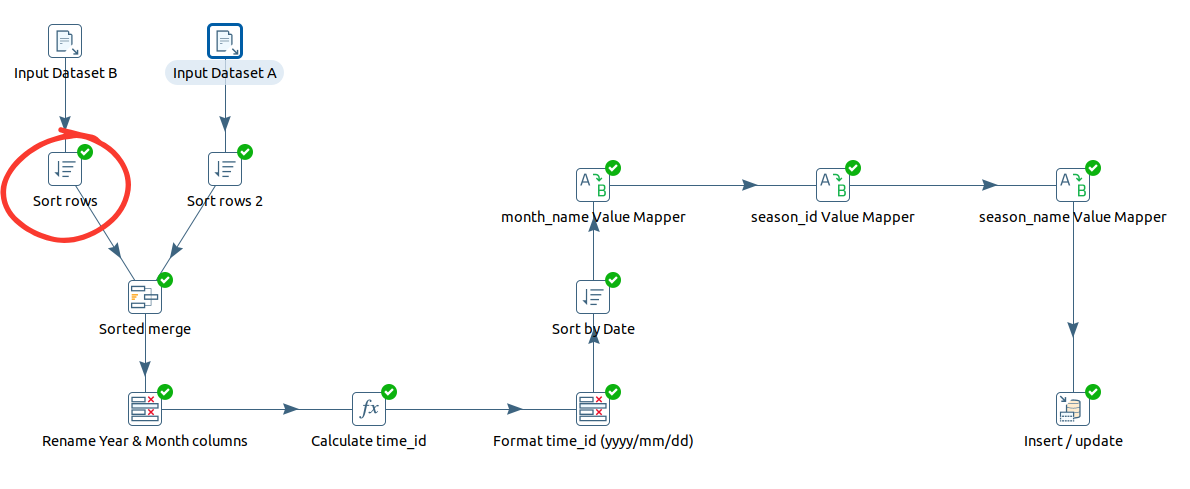 Input Dataset B
Input Dataset A
Sort rows
Sort rows 2
month_name Value Mapper
season_id Value Mapper
season_name Value Mapper
A
B
A
B
A
B
Sorted merge
Sort by Date
fx
Rename Year & Month columns
Calculate time_id
Format time_id (yyyy/mm/dd)
Insert / update